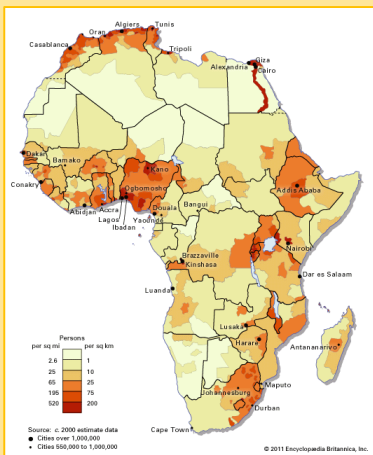 Algiers
Tunis
Oran
Casablanca
Tripoli
Alexandria
Giza
Cairo
Dakar
Bamako
Kano
Ogbomosho
Conakry
Addis Ababa
Abidjan
Accra
Lagos
Ibadan
Douala
Yaoundé
Bangui
Nairobi
Brazzaville
Kinshasa
Dar es Salaam
Luanda
Lusaka
Harare
Antananarivo
Johannesburg
Maputo
Durban
Cape Town
Persons
per sq mi per sq km
2.6 1
25 10
65 25
195 75
520 200
Source: c. 2000 estimate data
Cities over 1,000,000
Cities 550,000 to 1,000,000
© 2011 Encyclopædia Britannica, Inc.